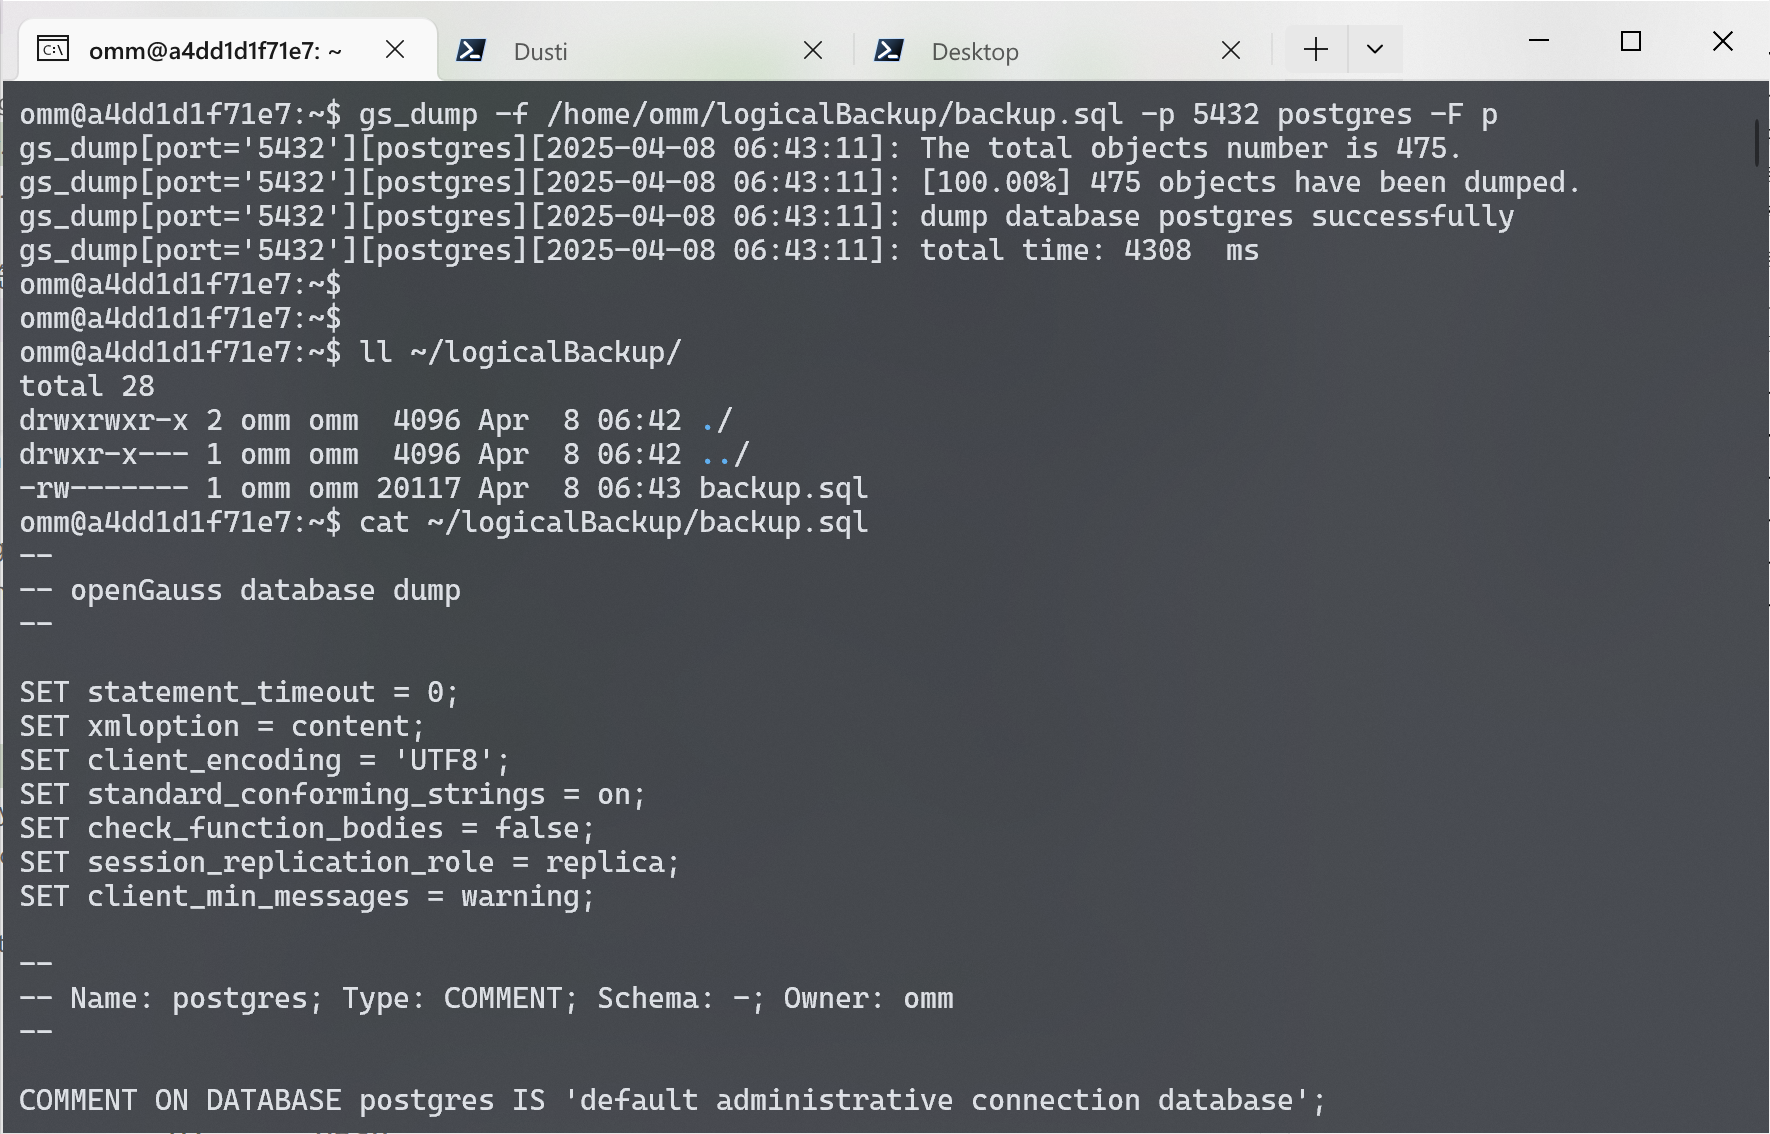 omm@a4dd1d1f71e7: ~
Dusti
Desktop
omm@a4dd1d1f71e7:~$ gs_dump -f /home/omm/logicalBackup/backup.sql -p 5432 postgres -F p
gs_dump[port='5432'][postgres][2025-04-08 06:43:11]: The total objects number is 475.
gs_dump[port='5432'][postgres][2025-04-08 06:43:11]: [100.00%] 475 objects have been dumped.
gs_dump[port='5432'][postgres][2025-04-08 06:43:11]: dump database postgres successfully
gs_dump[port='5432'][postgres][2025-04-08 06:43:11]: total time: 4308  ms
omm@a4dd1d1f71e7:~$
omm@a4dd1d1f71e7:~$
omm@a4dd1d1f71e7:~$ ll ~/logicalBackup/
total 28
drwxrwxr-x 2 omm omm  4096 Apr  8 06:42 ./
drwxr-x--- 1 omm omm  4096 Apr  8 06:42 ../
-rw------- 1 omm omm 20117 Apr  8 06:43 backup.sql
omm@a4dd1d1f71e7:~$ cat ~/logicalBackup/backup.sql
--
-- openGauss database dump
--
SET statement_timeout = 0;
SET xmloption = content;
SET client_encoding = 'UTF8';
SET standard_conforming_strings = on;
SET check_function_bodies = false;
SET session_replication_role = replica;
SET client_min_messages = warning;
--
-- Name: postgres; Type: COMMENT; Schema: -; Owner: omm
--
COMMENT ON DATABASE postgres IS 'default administrative connection database';